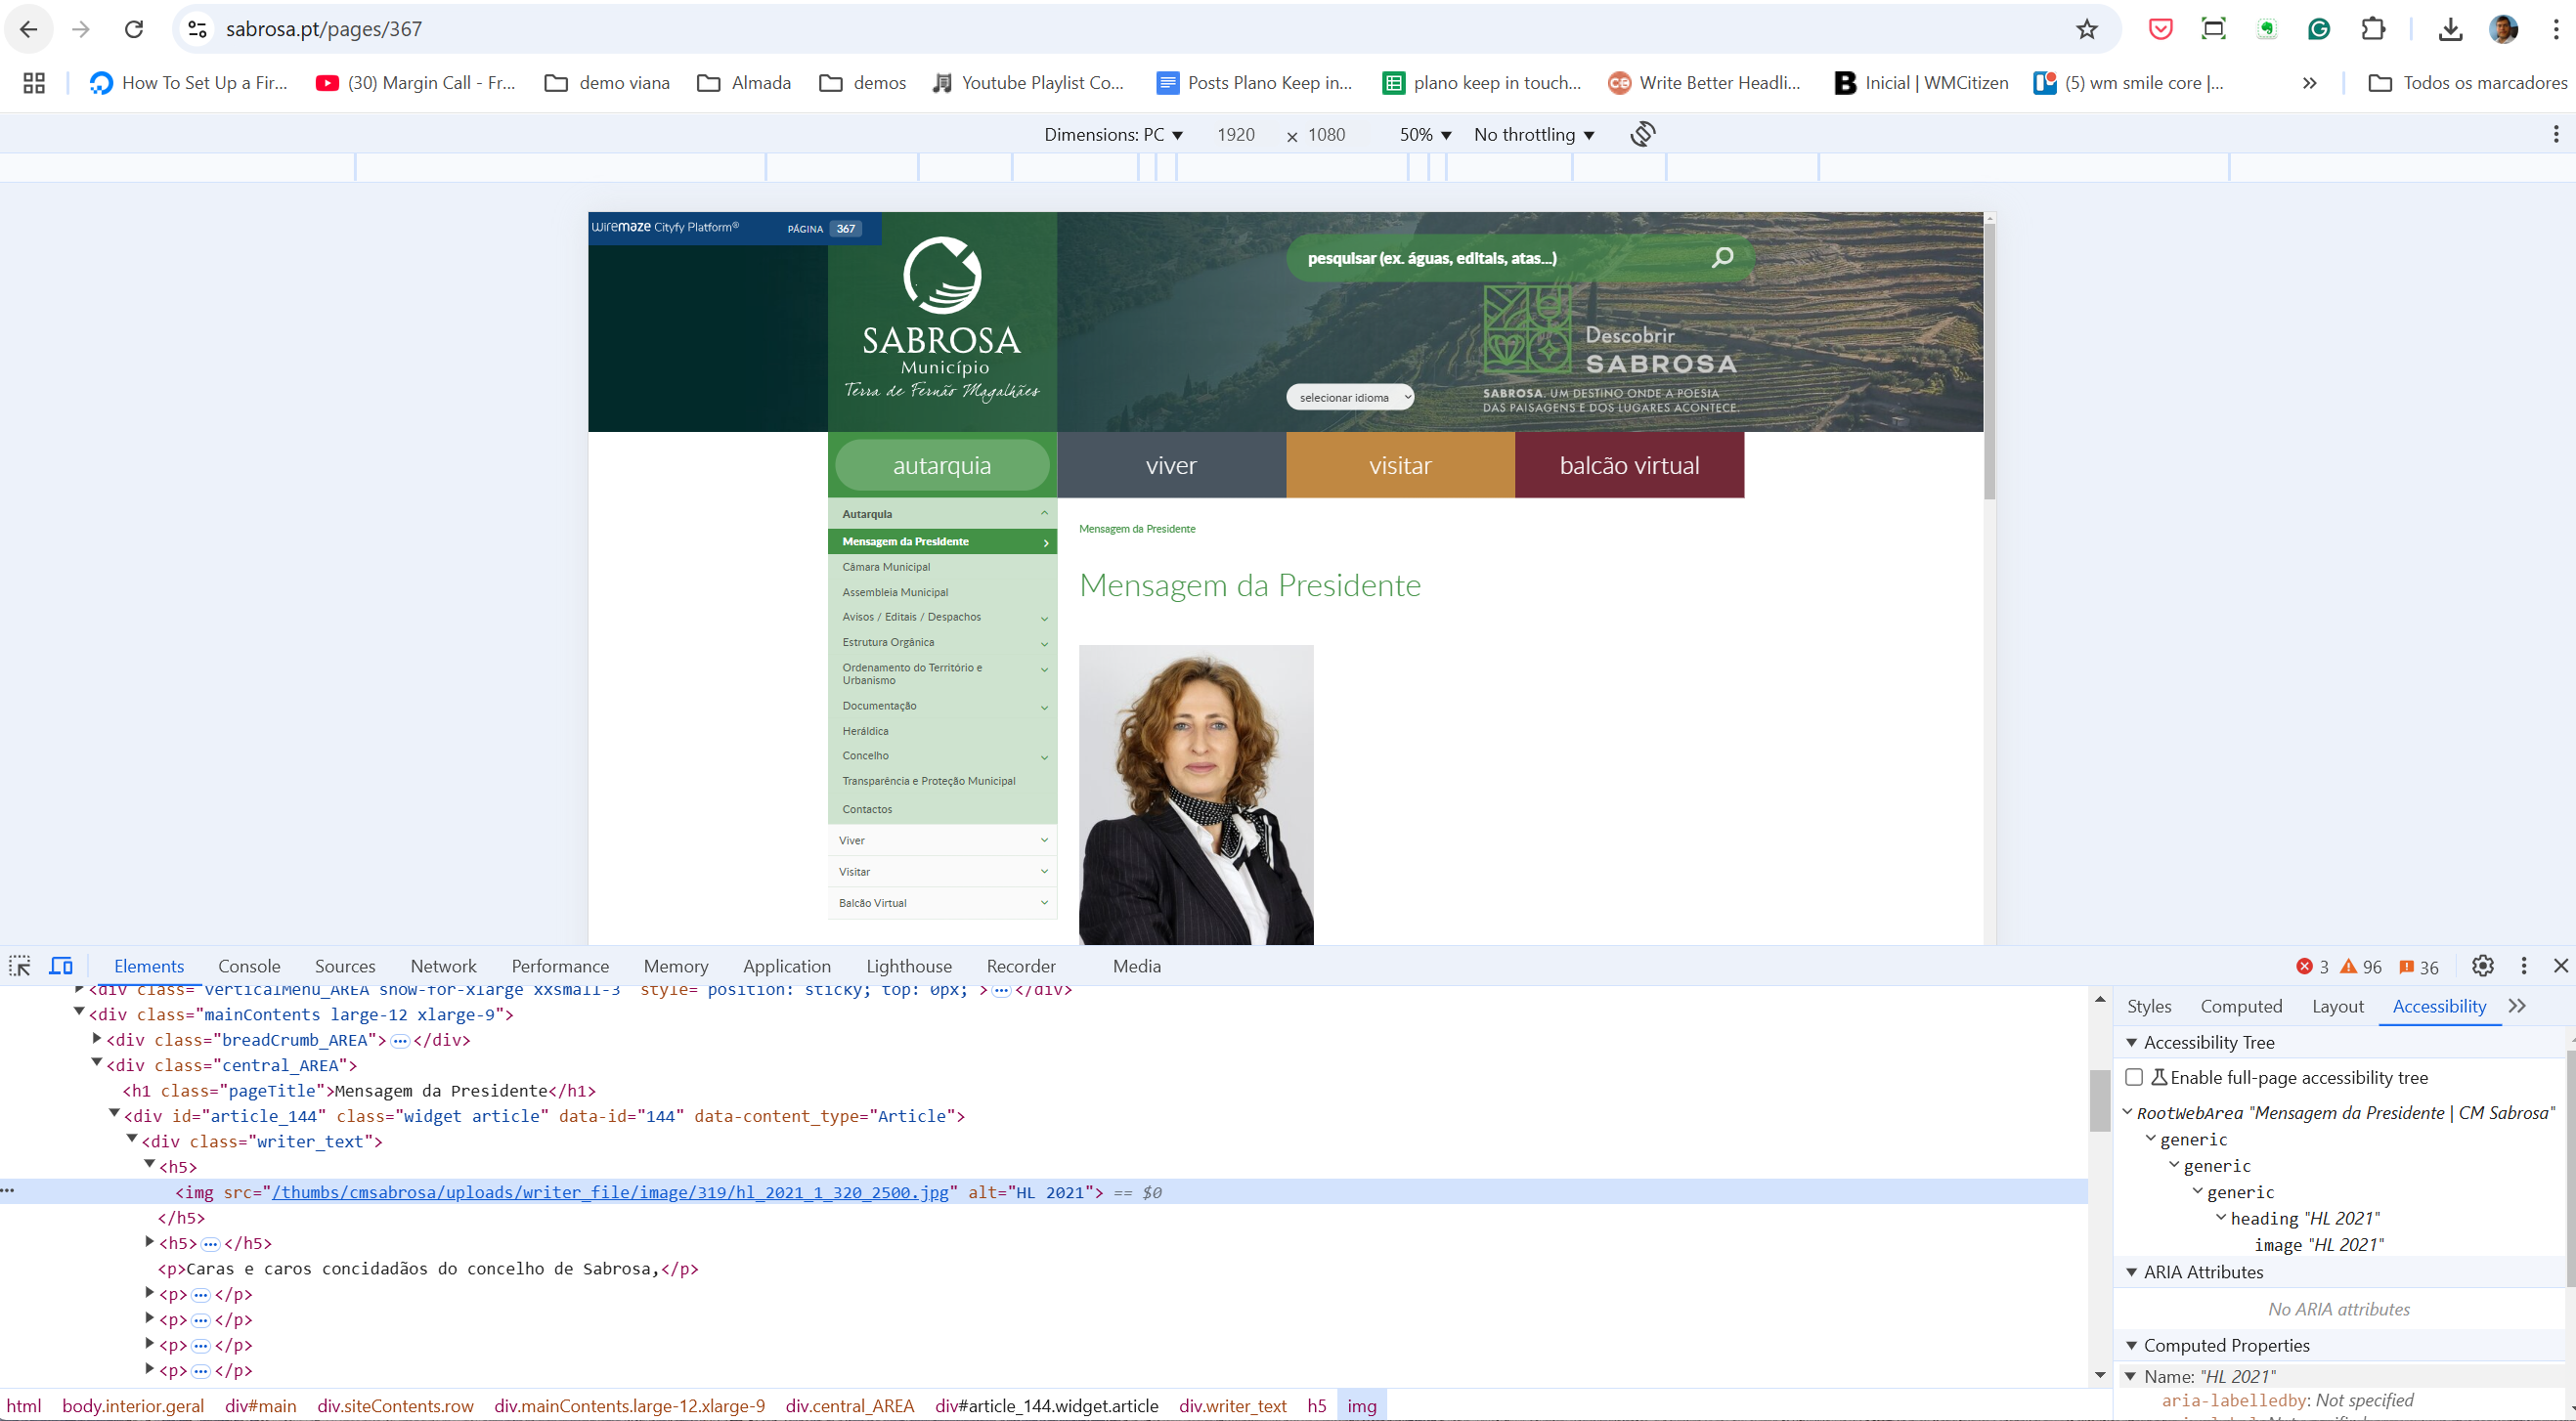 sabrosa.pt/pages/367
How To Set Up a Fir...
(30) Margin Call - Fr...
demo viana
Almada
demos
Youtube Playlist Co...
Posts Plano Keep in...
plano keep in touch...
Write Better Headli...
Inicial | WMCitizen
(5) wm smile core |...
»
Todos os marcadores
Dimensions: PC
1920 × 1080
50%
No throttling
wiremaze Cityfy Platform®
PÁGINA 367
SABROSA
Município
Terra de Fernão Magalhães
pesquisar (ex. águas, editais, atas...)
Descobrir
SABROSA
SABROSA. UM DESTINO ONDE A POESIA
DAS PAISAGENS E DOS LUGARES ACONTECE.
selecionar idioma
autarquia
viver
visitar
balcão virtual
Autarquia
Mensagem da Presidente
Câmara Municipal
Assembleia Municipal
Avisos / Editais / Despachos
Estrutura Orgânica
Ordenamento do Território e
Urbanismo
Documentação
Heráldica
Concelho
Transparência e Proteção Municipal
Contactos
Viver
Visitar
Balcão Virtual
Mensagem da Presidente
Mensagem da Presidente
Elements
Console
Sources
Network
Performance
Memory
Application
Lighthouse
Recorder
Media
3
96
36
<div class="verticalMenu_AREA show-for-xlarge xxsmall-3" style="position: sticky; top: 0px;">…</div>
<div class="mainContents large-12 xlarge-9">
<div class="breadCrumb_AREA">…</div>
<div class="central_AREA">
<h1 class="pageTitle">Mensagem da Presidente</h1>
<div id="article_144" class="widget article" data-id="144" data-content_type="Article">
<div class="writer_text">
<h5>
<img src="/thumbs/cmsabrosa/uploads/writer_file/image/319/hl_2021_1_320_2500.jpg" alt="HL 2021"> == $0
</h5>
<h5>…</h5>
<p>Caras e caros concidadãos do concelho de Sabrosa,</p>
<p>…</p>
<p>…</p>
<p>…</p>
<p>…</p>
html body.interior.geral div#main div.siteContents.row div.mainContents.large-12.xlarge-9 div.central_AREA div#article_144.widget.article div.writer_text h5 img
Styles
Computed
Layout
Accessibility
»
Accessibility Tree
Enable full-page accessibility tree
RootWebArea "Mensagem da Presidente | CM Sabrosa"
generic
generic
generic
heading "HL 2021"
image "HL 2021"
ARIA Attributes
No ARIA attributes
Computed Properties
Name: "HL 2021"
aria-labelledby: Not specified